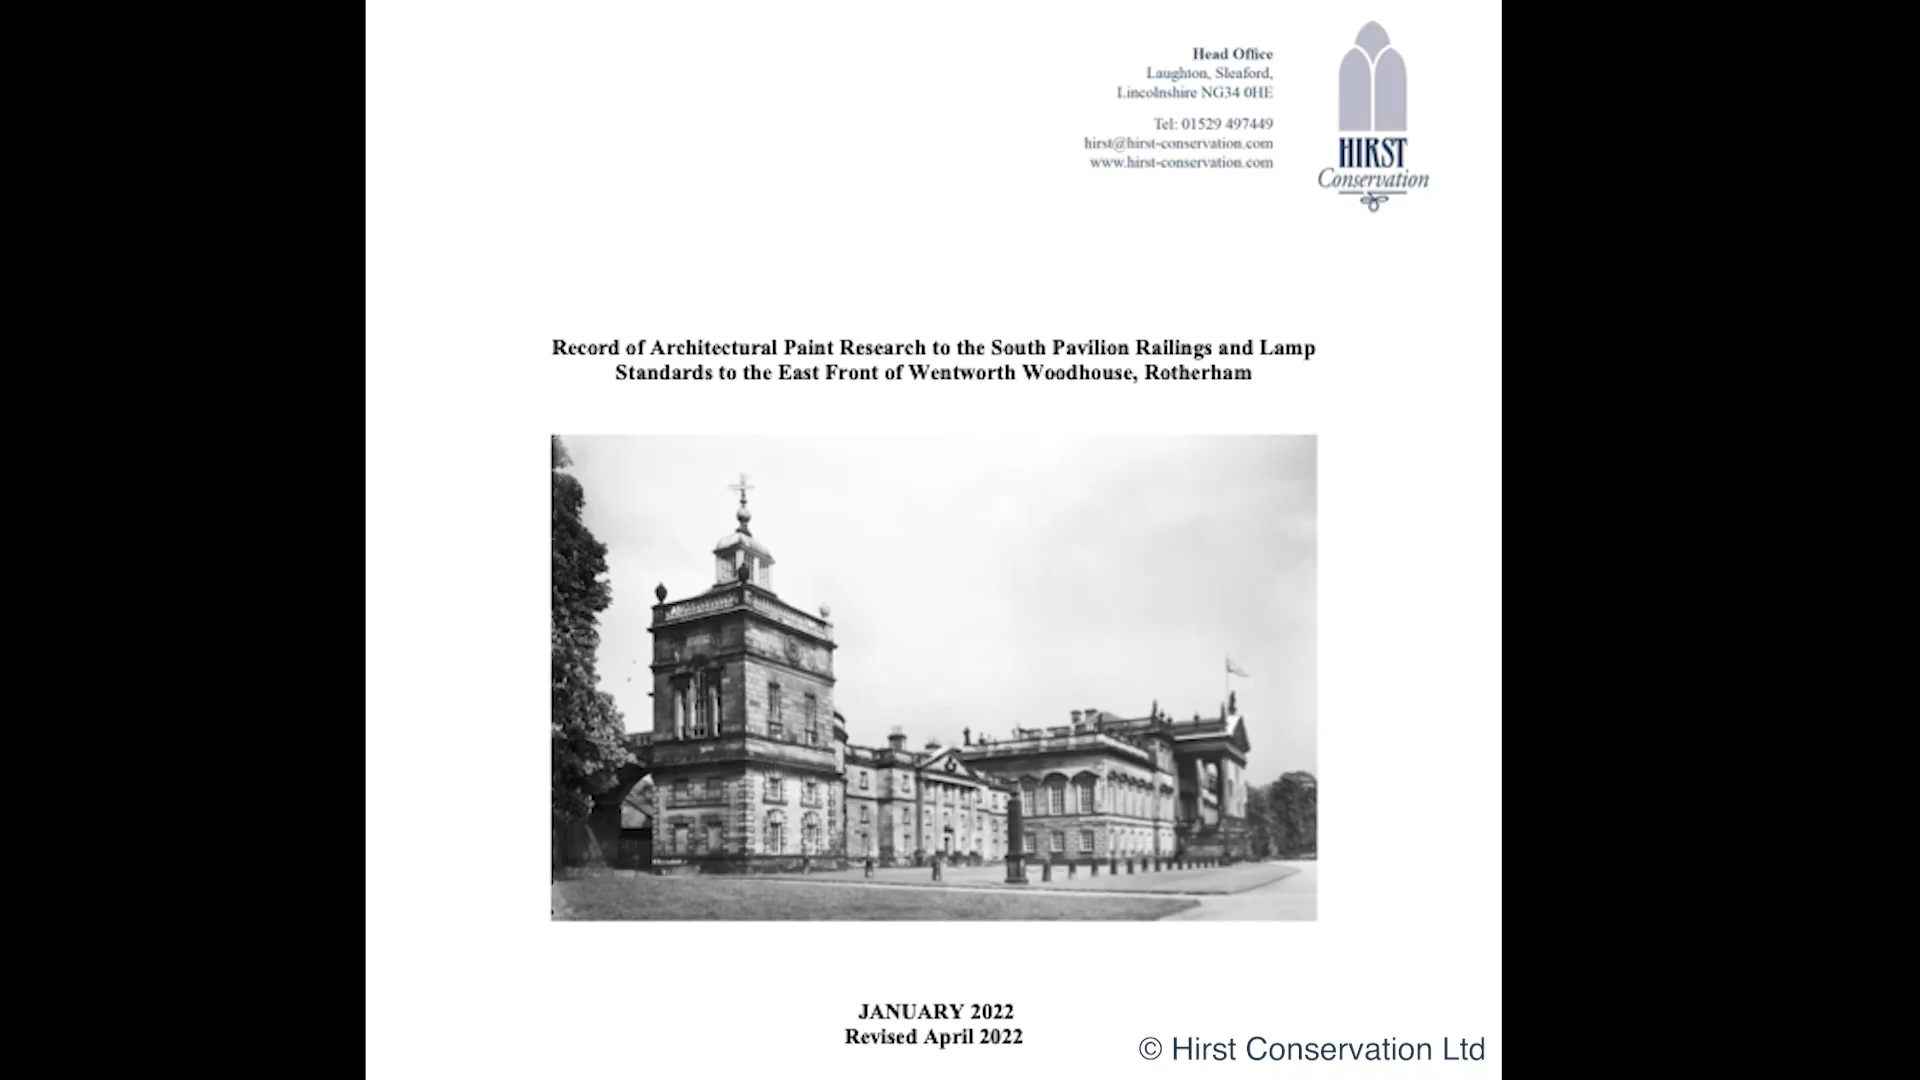 Head Office
Laughton, Sleaford,
Lincolnshire NG34 0HE
Tel: 01529 497449
hirst@hirst-conservation.com
www.hirst-conservation.com
HIRST
Conservation
Record of Architectural Paint Research to the South Pavilion Railings and Lamp
Standards to the East Front of Wentworth Woodhouse, Rotherham
JANUARY 2022
Revised April 2022
© Hirst Conservation Ltd